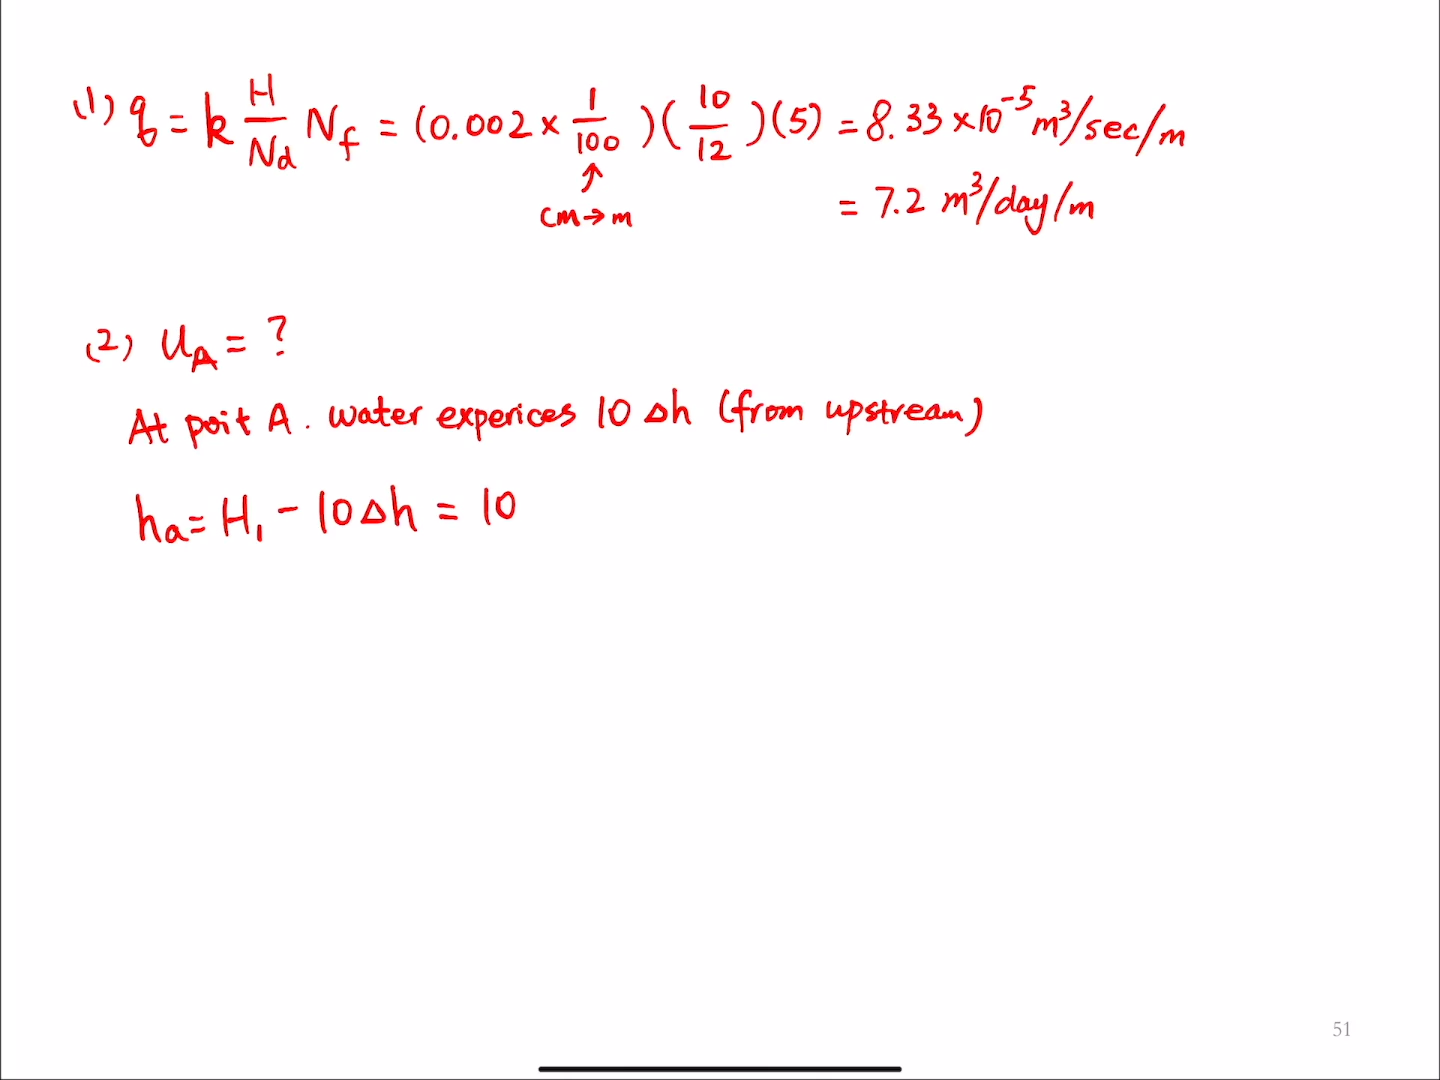 (1) q = k H/Nd Nf = (0.002 × 1/100)(10/12)(5) = 8.33 × 10⁻⁵ m³/sec/m
↑
cm → m
= 7.2 m³/day/m
(2) uA = ?
At poit A. water experices 10 Δh (from upstream)
ha = H₁ - 10Δh = 10
51